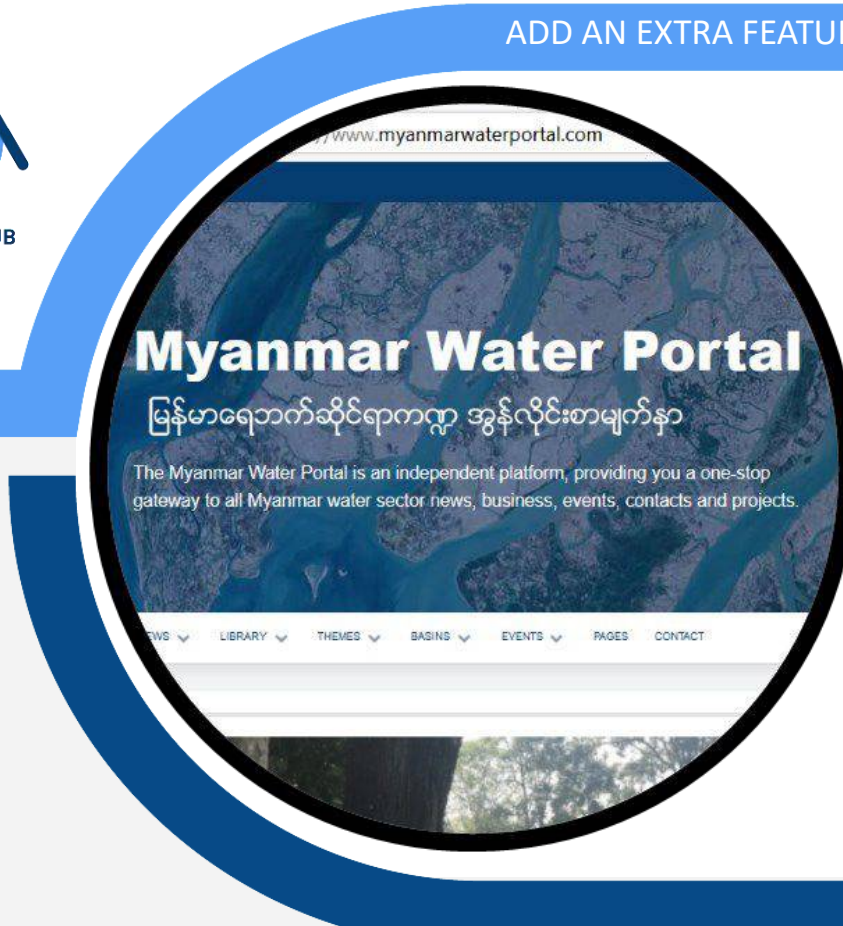 ADD AN EXTRA
www.myanmarwaterportal.com
Myanmar Water Portal
မြန်မာရေဘက်ဆိုင်ရာကဏ္ဍ အွန်လိုင်းစာမျက်နှာ
The Myanmar Water Portal is an independent platform, providing you a one-stop
gateway to all Myanmar water sector news, business, events, contacts and projects.
LIBRARY THEMES BASINS EVENTS PAGES CONTACT